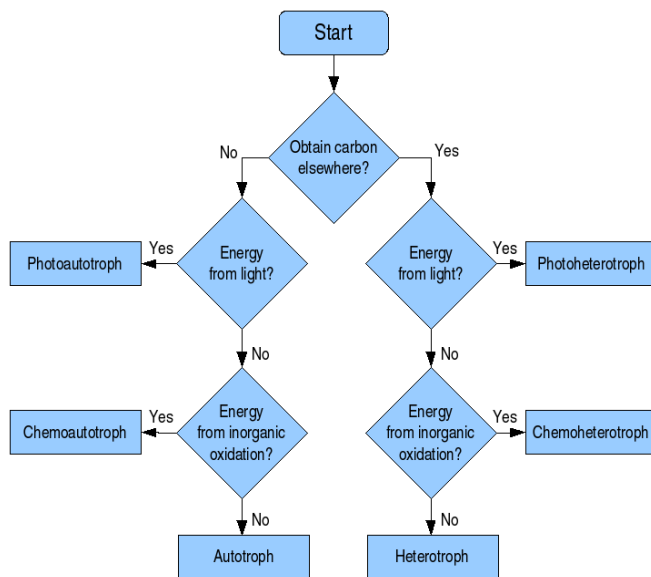 Start
Obtain carbon
elsewhere?
No
Yes
Energy
from light?
Yes
Photoautotroph
No
Energy
from light?
Yes
Photoheterotroph
No
Energy
from inorganic
oxidation?
Yes
Chemoautotroph
No
Autotroph
Energy
from inorganic
oxidation?
Yes
Chemoheterotroph
No
Heterotroph